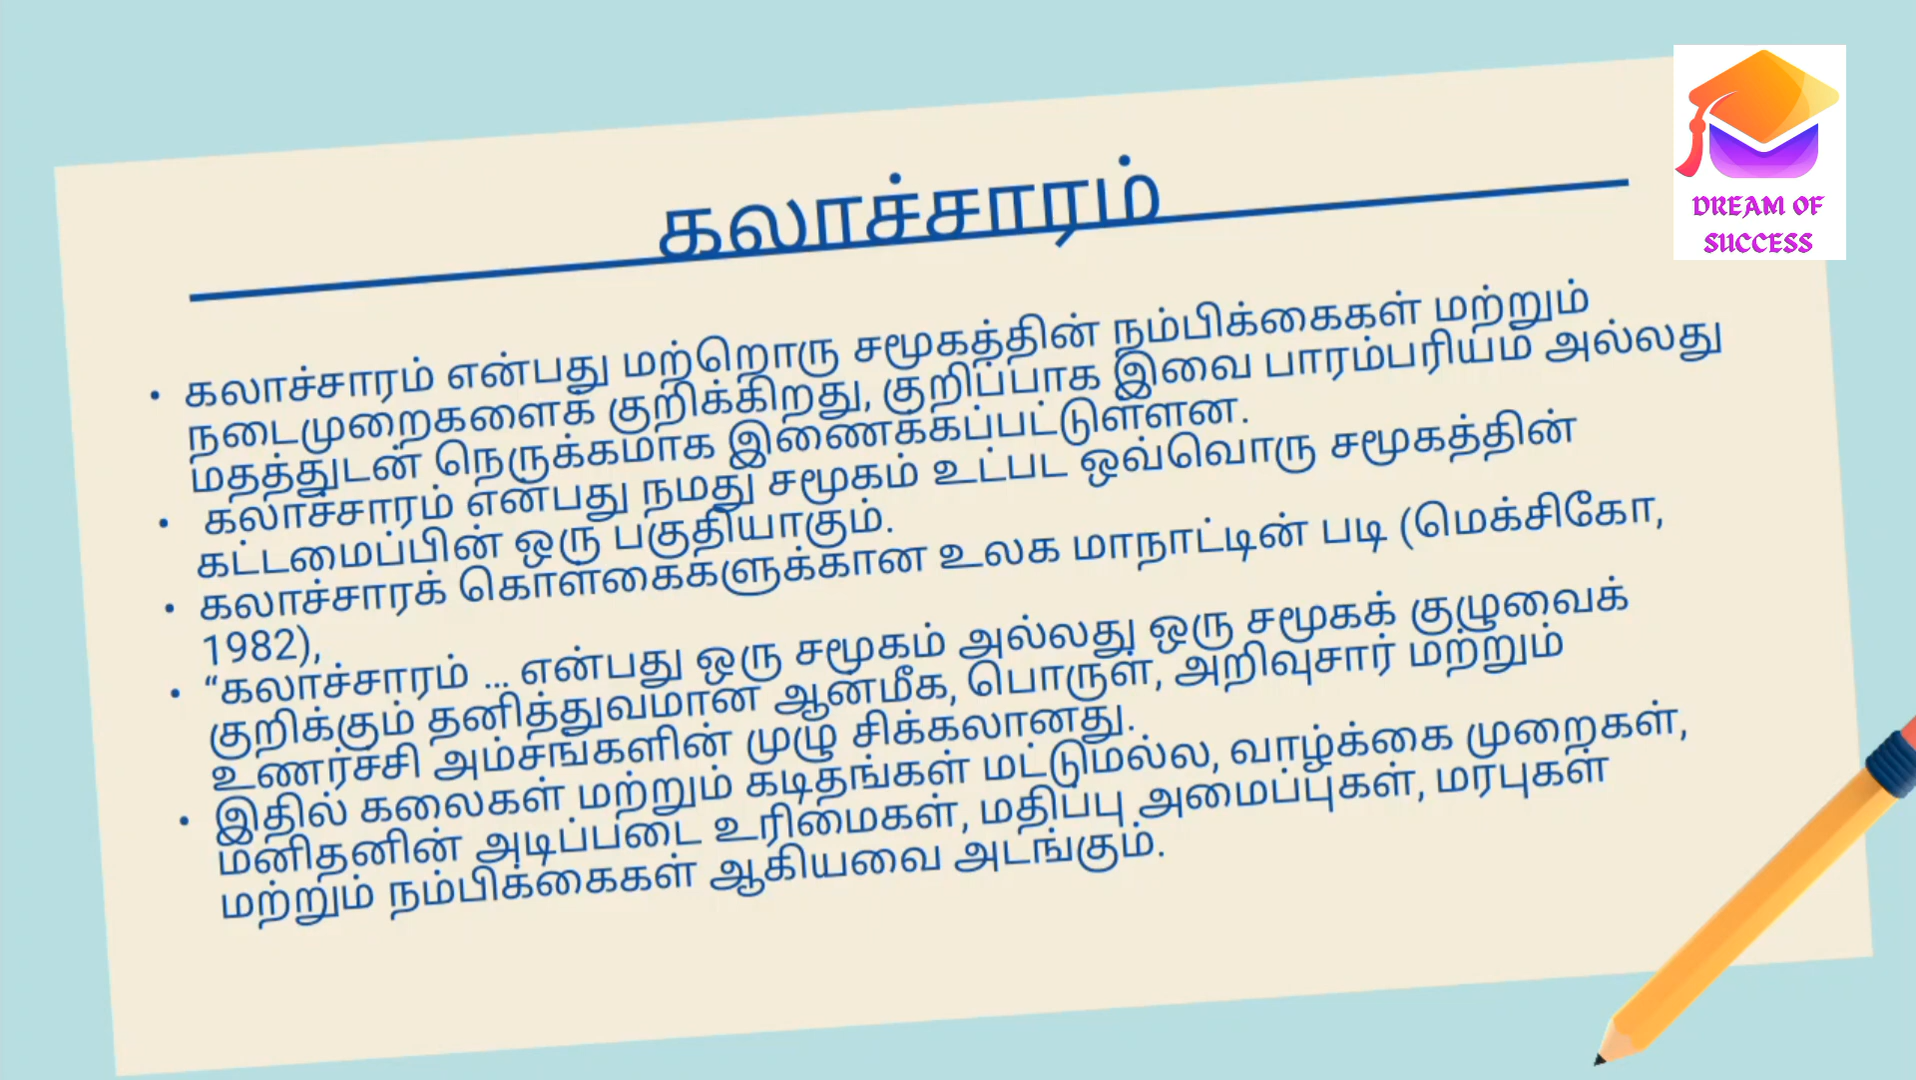 கலாச்சாரம்
DREAM OF
SUCCESS
• கலாச்சாரம் என்பது மற்றொரு சமூகத்தின் நம்பிக்கைகள் மற்றும்
நடைமுறைகளைக் குறிக்கிறது, குறிப்பாக இவை பாரம்பரியம் அல்லது
மதத்துடன் நெருக்கமாக இணைக்கப்பட்டுள்ளன.
• கலாச்சாரம் என்பது நமது சமூகம் உட்பட ஒவ்வொரு சமூகத்தின்
கட்டமைப்பின் ஒரு பகுதியாகும்.
• கலாச்சாரக் கொள்கைகளுக்கான உலக மாநாட்டின் படி (மெக்சிகோ,
1982),
• “கலாச்சாரம் ... என்பது ஒரு சமூகம் அல்லது ஒரு சமூகக் குழுவைக்
குறிக்கும் தனித்துவமான ஆன்மீக, பொருள், அறிவுசார் மற்றும்
உணர்ச்சி அம்சங்களின் முழு சிக்கலானது.
• இதில் கலைகள் மற்றும் கடிதங்கள் மட்டுமல்ல, வாழ்க்கை முறைகள்,
மனிதனின் அடிப்படை உரிமைகள், மதிப்பு அமைப்புகள், மரபுகள்
மற்றும் நம்பிக்கைகள் ஆகியவை அடங்கும்.